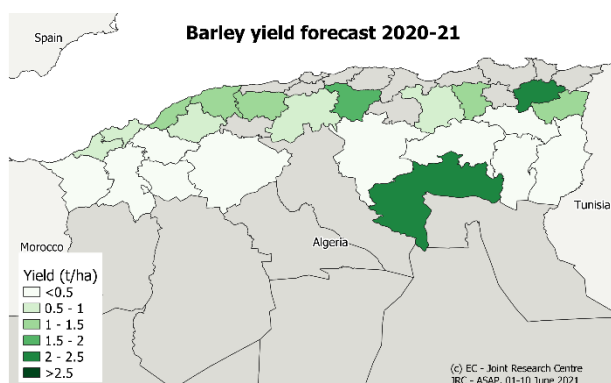 Barley yield forecast 2020-21
Spain
Tunisia
Morocco
Algeria
Yield (t/ha)
<0.5
0.5 - 1
1 - 1.5
1.5 - 2
2 - 2.5
>2.5
(c) EC - Joint Research Centre
JRC - ASAP, 01-10 June 2021